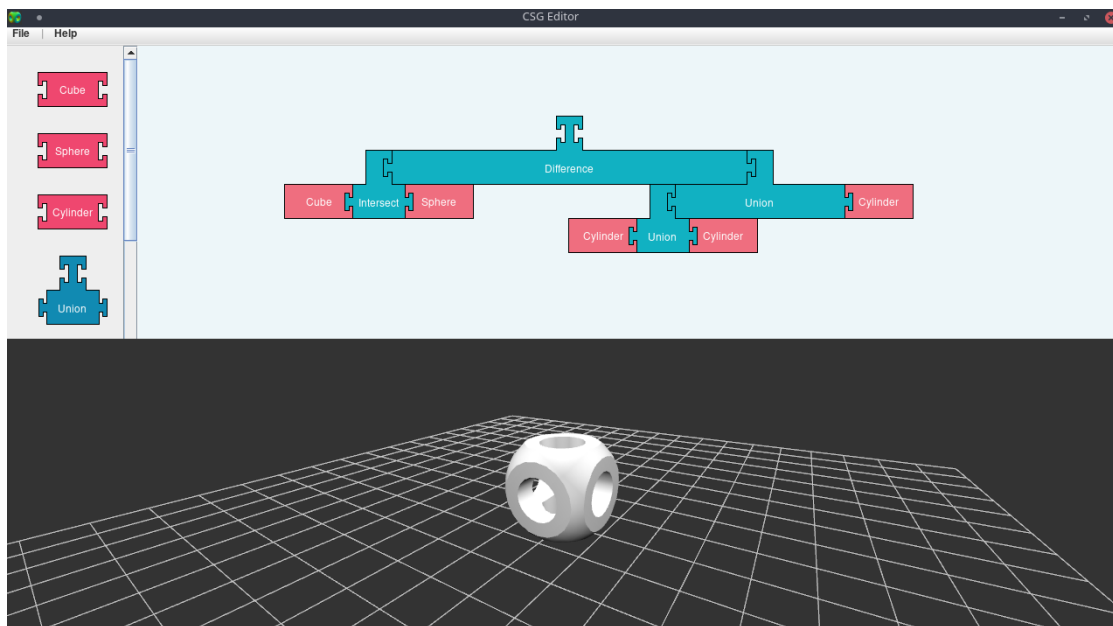 CSG Editor
File | Help
Cube
Sphere
Cylinder
Union
Difference
Cube Intersect Sphere Union Cylinder
Cylinder Union Cylinder